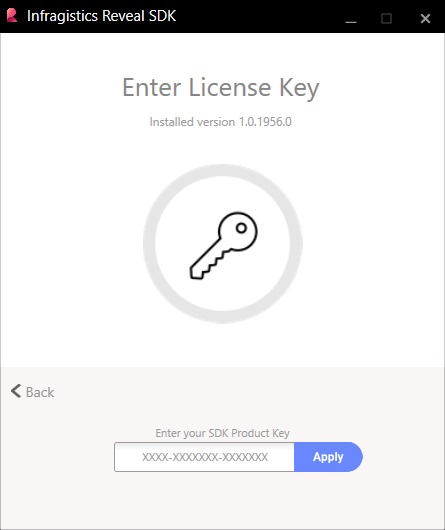 Infragistics Reveal SDK
Enter License Key
Installed version 1.0.1956.0
Back
Enter your SDK Product Key
XXXX-XXXXXXX-XXXXXXX
Apply